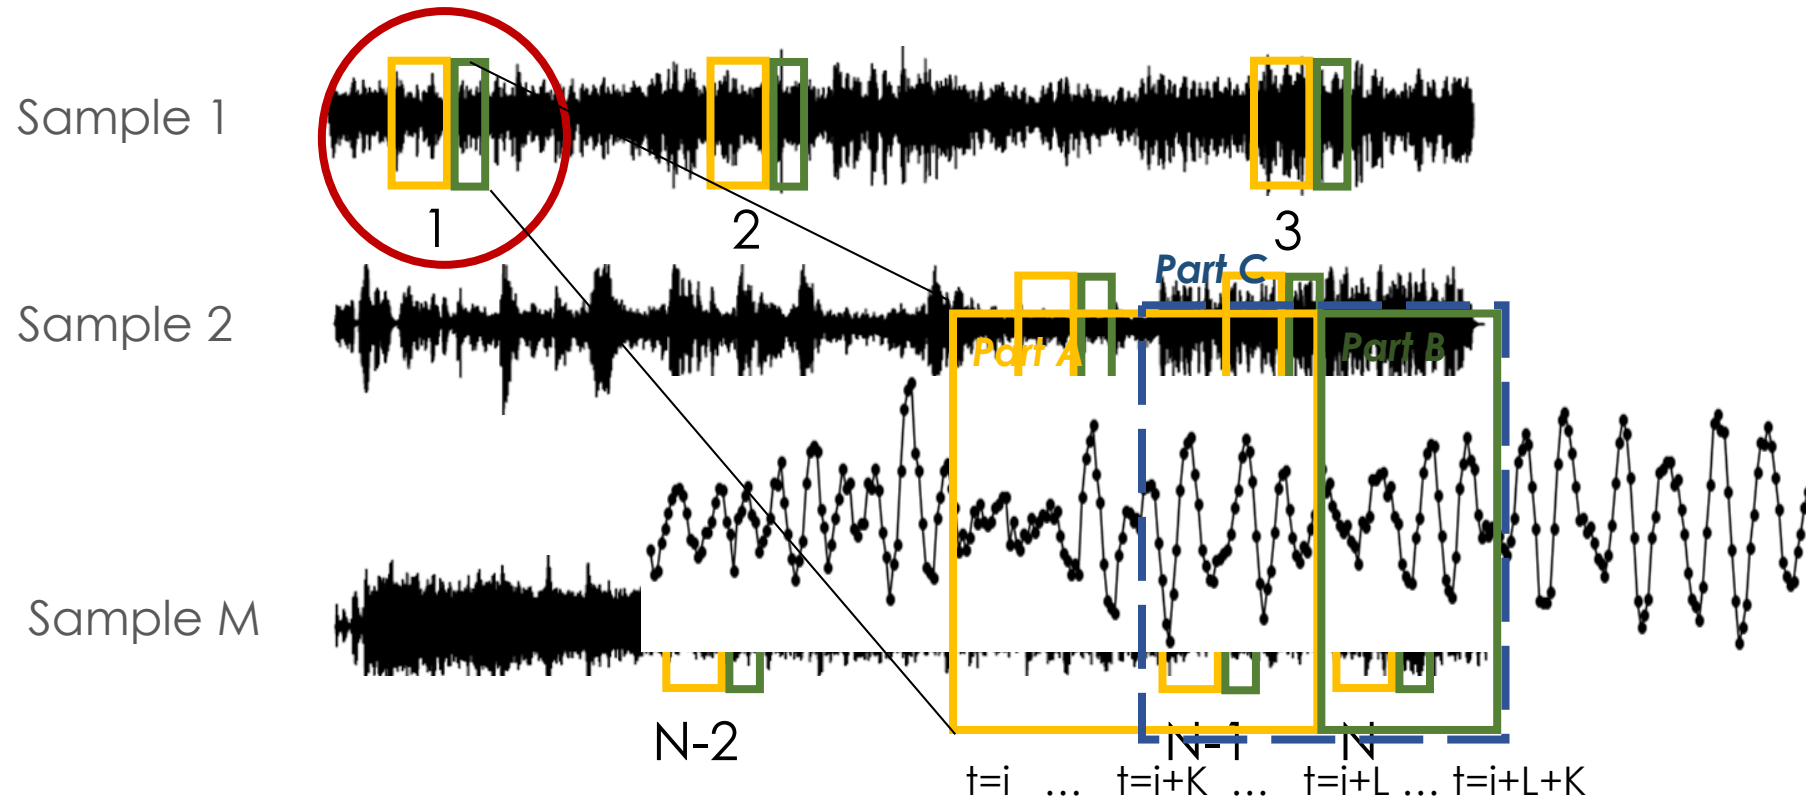 Sample 1
1
2
3
Part C
Sample 2
Part A
Part B
Sample M
N-2
N-1
N
t=i … t=i+K … t=i+L … t=i+L+K